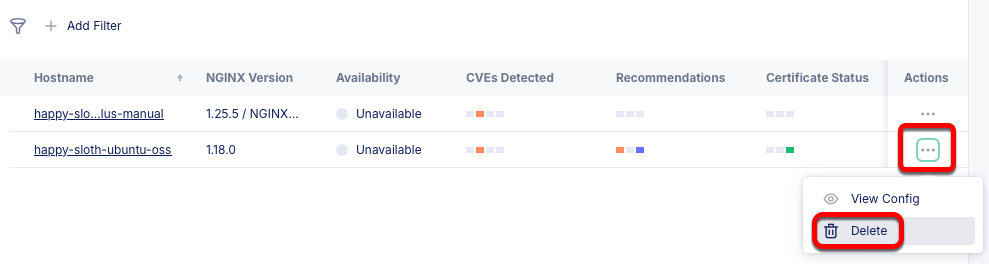 Add Filter
Hostname NGINX Version Availability CVEs Detected Recommendations Certificate Status Actions
happy-slo...lus-manual 1.25.5 / NGINX... Unavailable
happy-sloth-ubuntu-oss 1.18.0 Unavailable
View Config
Delete